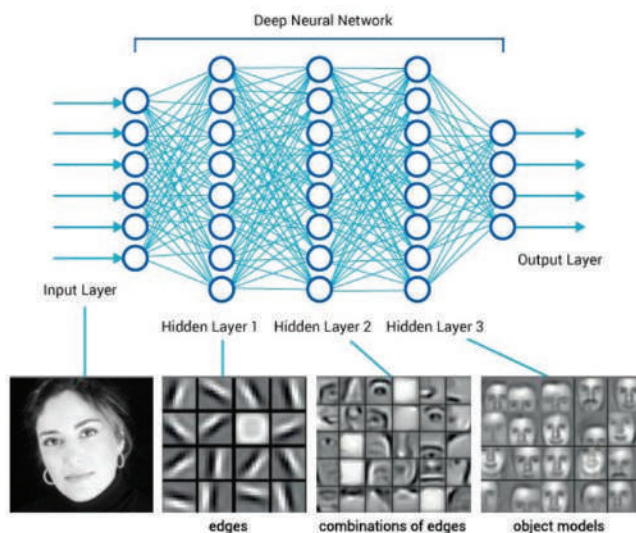 Deep Neural Network
Input Layer
Output Layer
Hidden Layer 1
Hidden Layer 2
Hidden Layer 3
edges
combinations of edges
object models